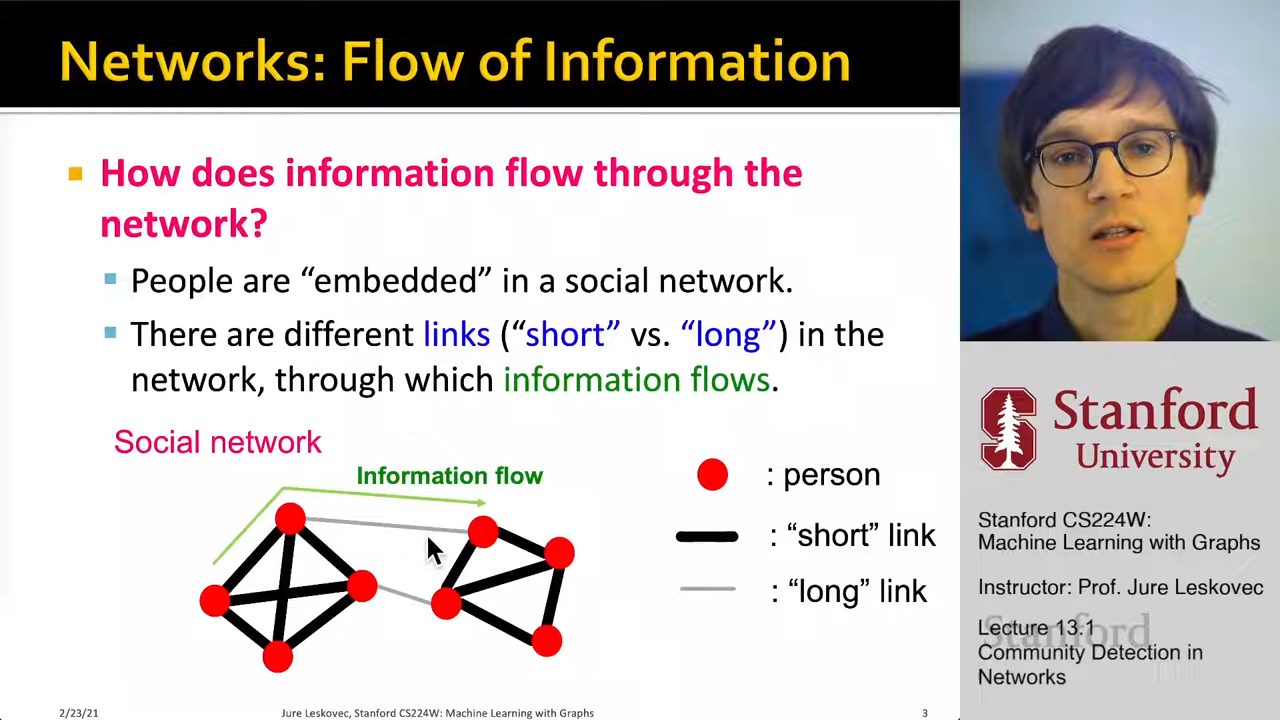 Networks: Flow of Information
How does information flow through the
network?
People are “embedded” in a social network.
There are different links (“short” vs. “long”) in the
network, through which information flows.
Social network
Information flow
: person
: “short” link
: “long” link
2/23/21
Jure Leskovec, Stanford CS224W: Machine Learning with Graphs
3
Stanford
University
Stanford CS224W:
Machine Learning with Graphs
Instructor: Prof. Jure Leskovec
Lecture 13.1
Stanford
Community Detection in
Networks